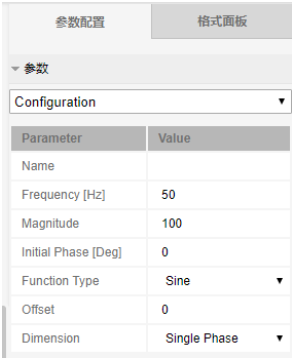 参数配置 格式面板
参数
Configuration
Parameter Value
Name
Frequency [Hz] 50
Magnitude 100
Initial Phase [Deg] 0
Function Type Sine
Offset 0
Dimension Single Phase